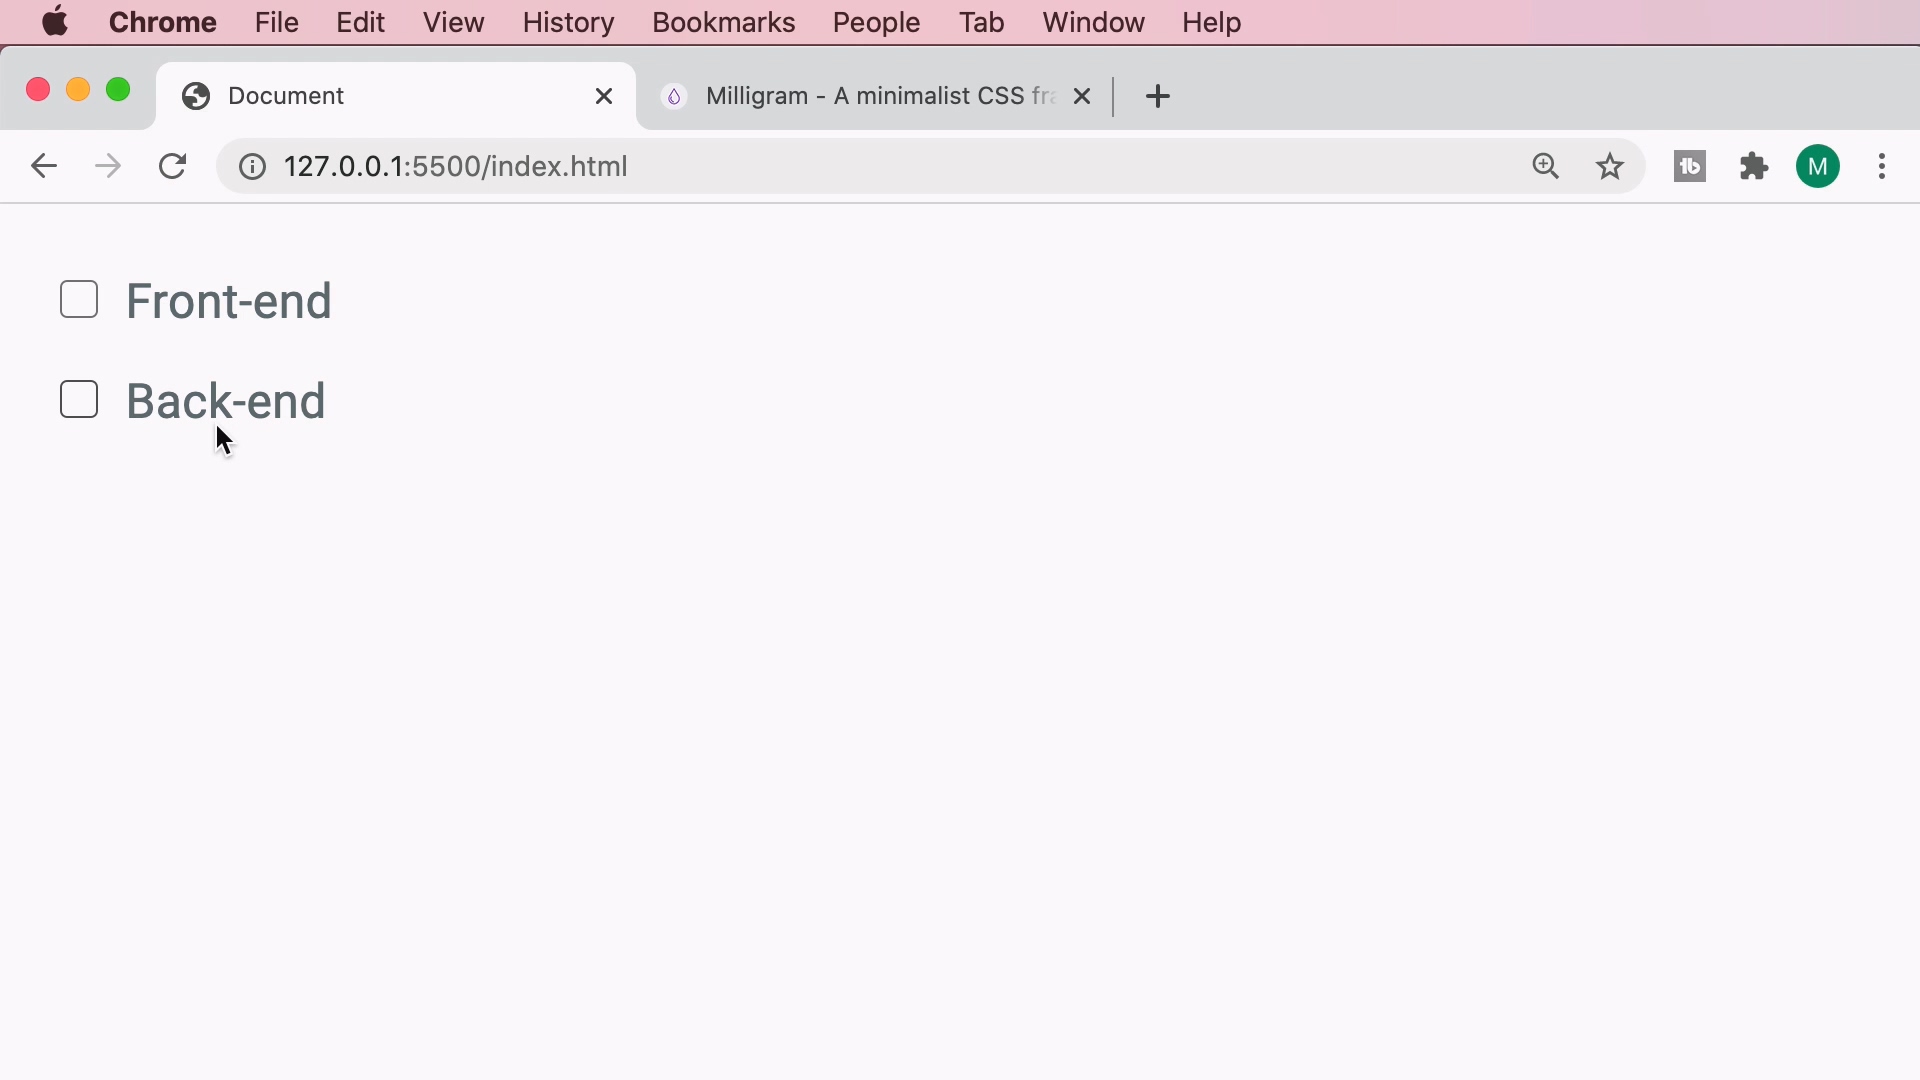 Chrome File Edit View History Bookmarks People Tab Window Help
Document Milligram - A minimalist CSS fra
127.0.0.1:5500/index.html M
Front-end
Back-end